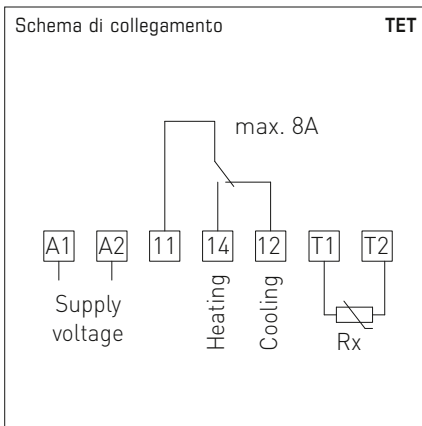 Schema di collegamento TET
max. 8A
A1 A2 11 14 12 T1 T2
Supply
voltage
Heating
Cooling
Rx